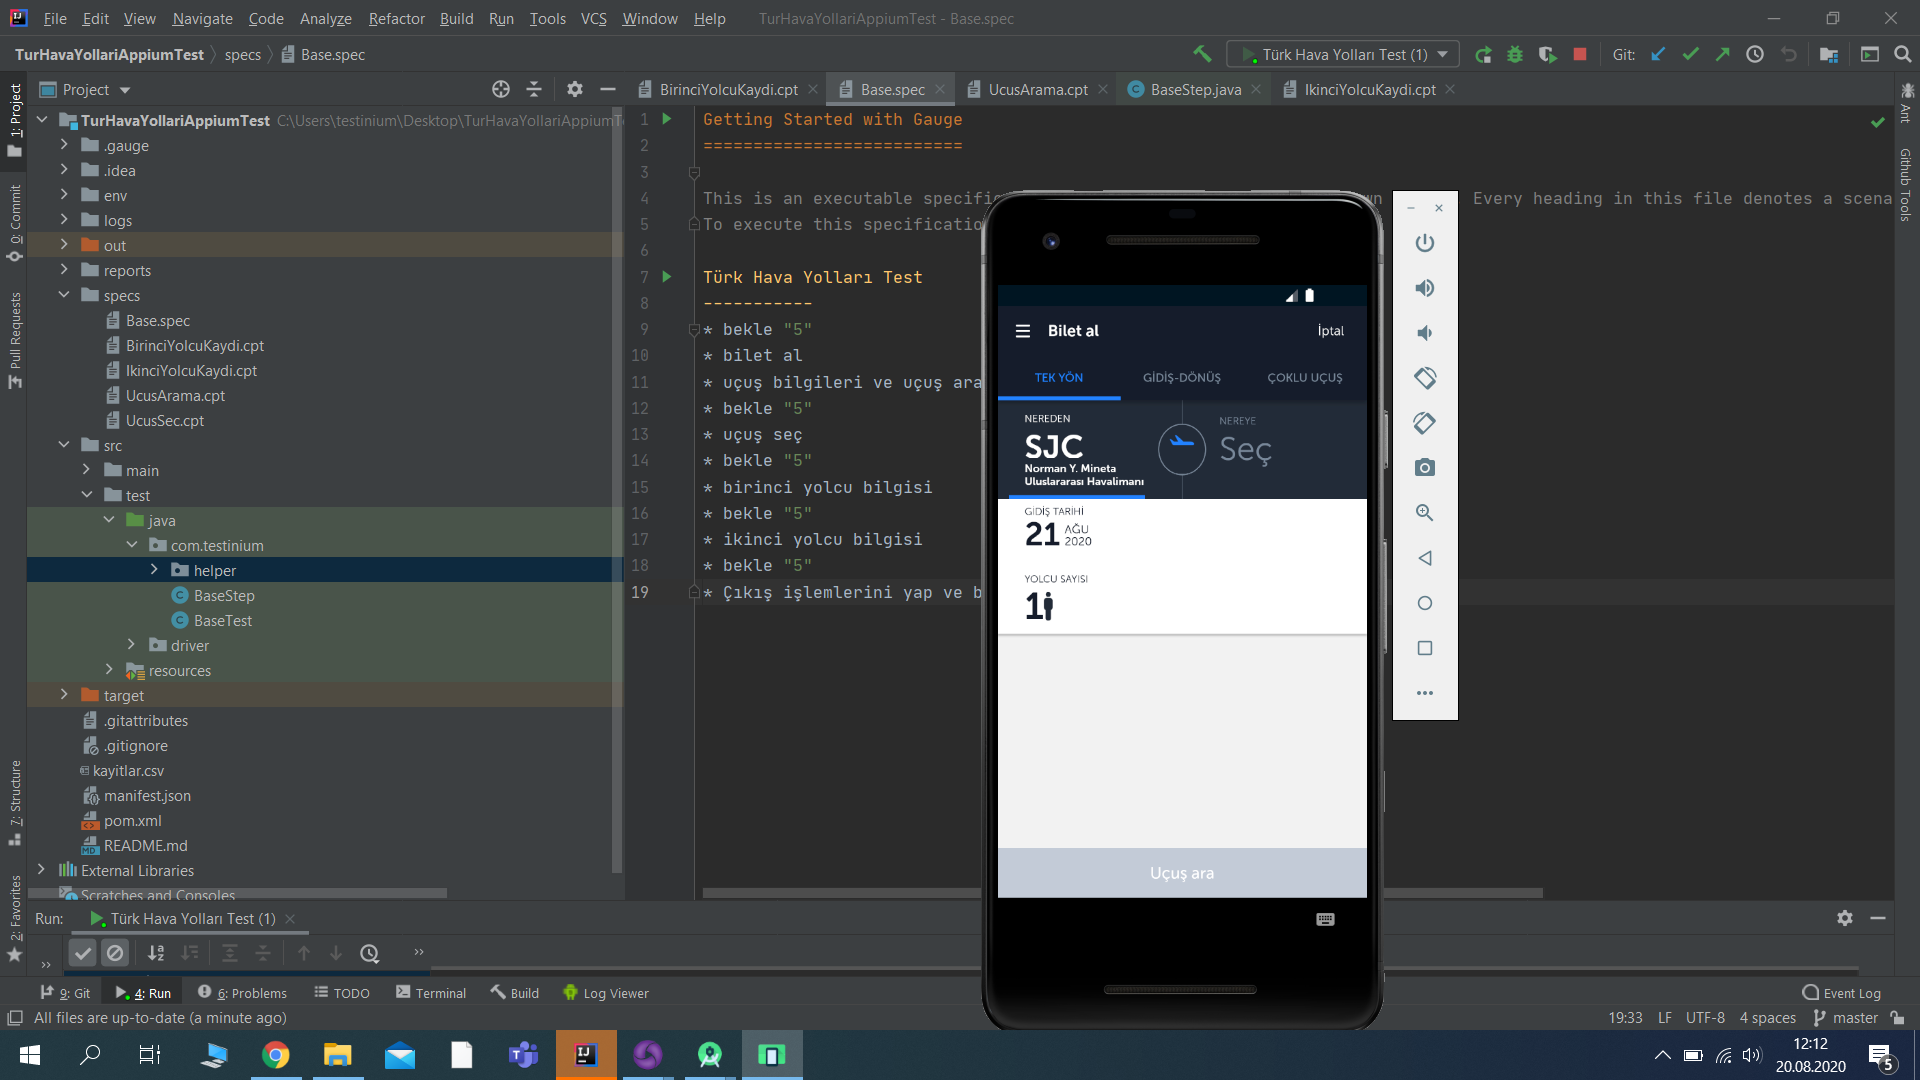 File Edit View Navigate Code Analyze Refactor Build Run Tools VCS Window Help TurHavaYollariAppiumTest - Base.spec
TurHavaYollariAppiumTest specs Base.spec
Türk Hava Yolları Test (1)
Git:
Project
BirinciYolcuKaydi.cpt
Base.spec
UcusArama.cpt
BaseStep.java
IkinciYolcuKaydi.cpt
1: Project
0: Commit
Pull Requests
7: Structure
2: Favorites
Ant
Github Tools
TurHavaYollariAppiumTest C:\Users\testinium\Desktop\TurHavaYollariAppiumT
.gauge
.idea
env
logs
out
reports
specs
Base.spec
BirinciYolcuKaydi.cpt
IkinciYolcuKaydi.cpt
UcusArama.cpt
UcusSec.cpt
src
main
test
java
com.testinium
helper
BaseStep
BaseTest
driver
resources
target
.gitattributes
.gitignore
kayitlar.csv
manifest.json
pom.xml
README.md
External Libraries
Scratches and Consoles
1 Getting Started with Gauge
2 ==========================
3
4 This is an executable specific wn Every heading in this file denotes a scena
5 To execute this specificatio
6
7 Türk Hava Yolları Test
8 -----------
9 * bekle "5"
10 * bilet al
11 * uçuş bilgileri ve uçuş ara
12 * bekle "5"
13 * uçuş seç
14 * bekle "5"
15 * birinci yolcu bilgisi
16 * bekle "5"
17 * ikinci yolcu bilgisi
18 * bekle "5"
19 * Çıkış işlemlerini yap ve b
Bilet al İptal
TEK YÖN GİDİŞ-DÖNÜŞ ÇOKLU UÇUŞ
NEREDEN
SJC
Norman Y. Mineta
Uluslararası Havalimanı
NEREYE
Seç
GİDİŞ TARİHİ
21 AĞU
2020
YOLCU SAYISI
1
Uçuş ara
Run: Türk Hava Yolları Test (1)
9: Git 4: Run 6: Problems TODO Terminal Build Log Viewer Event Log
All files are up-to-date (a minute ago) 19:33 LF UTF-8 4 spaces master
12:12
20.08.2020
5